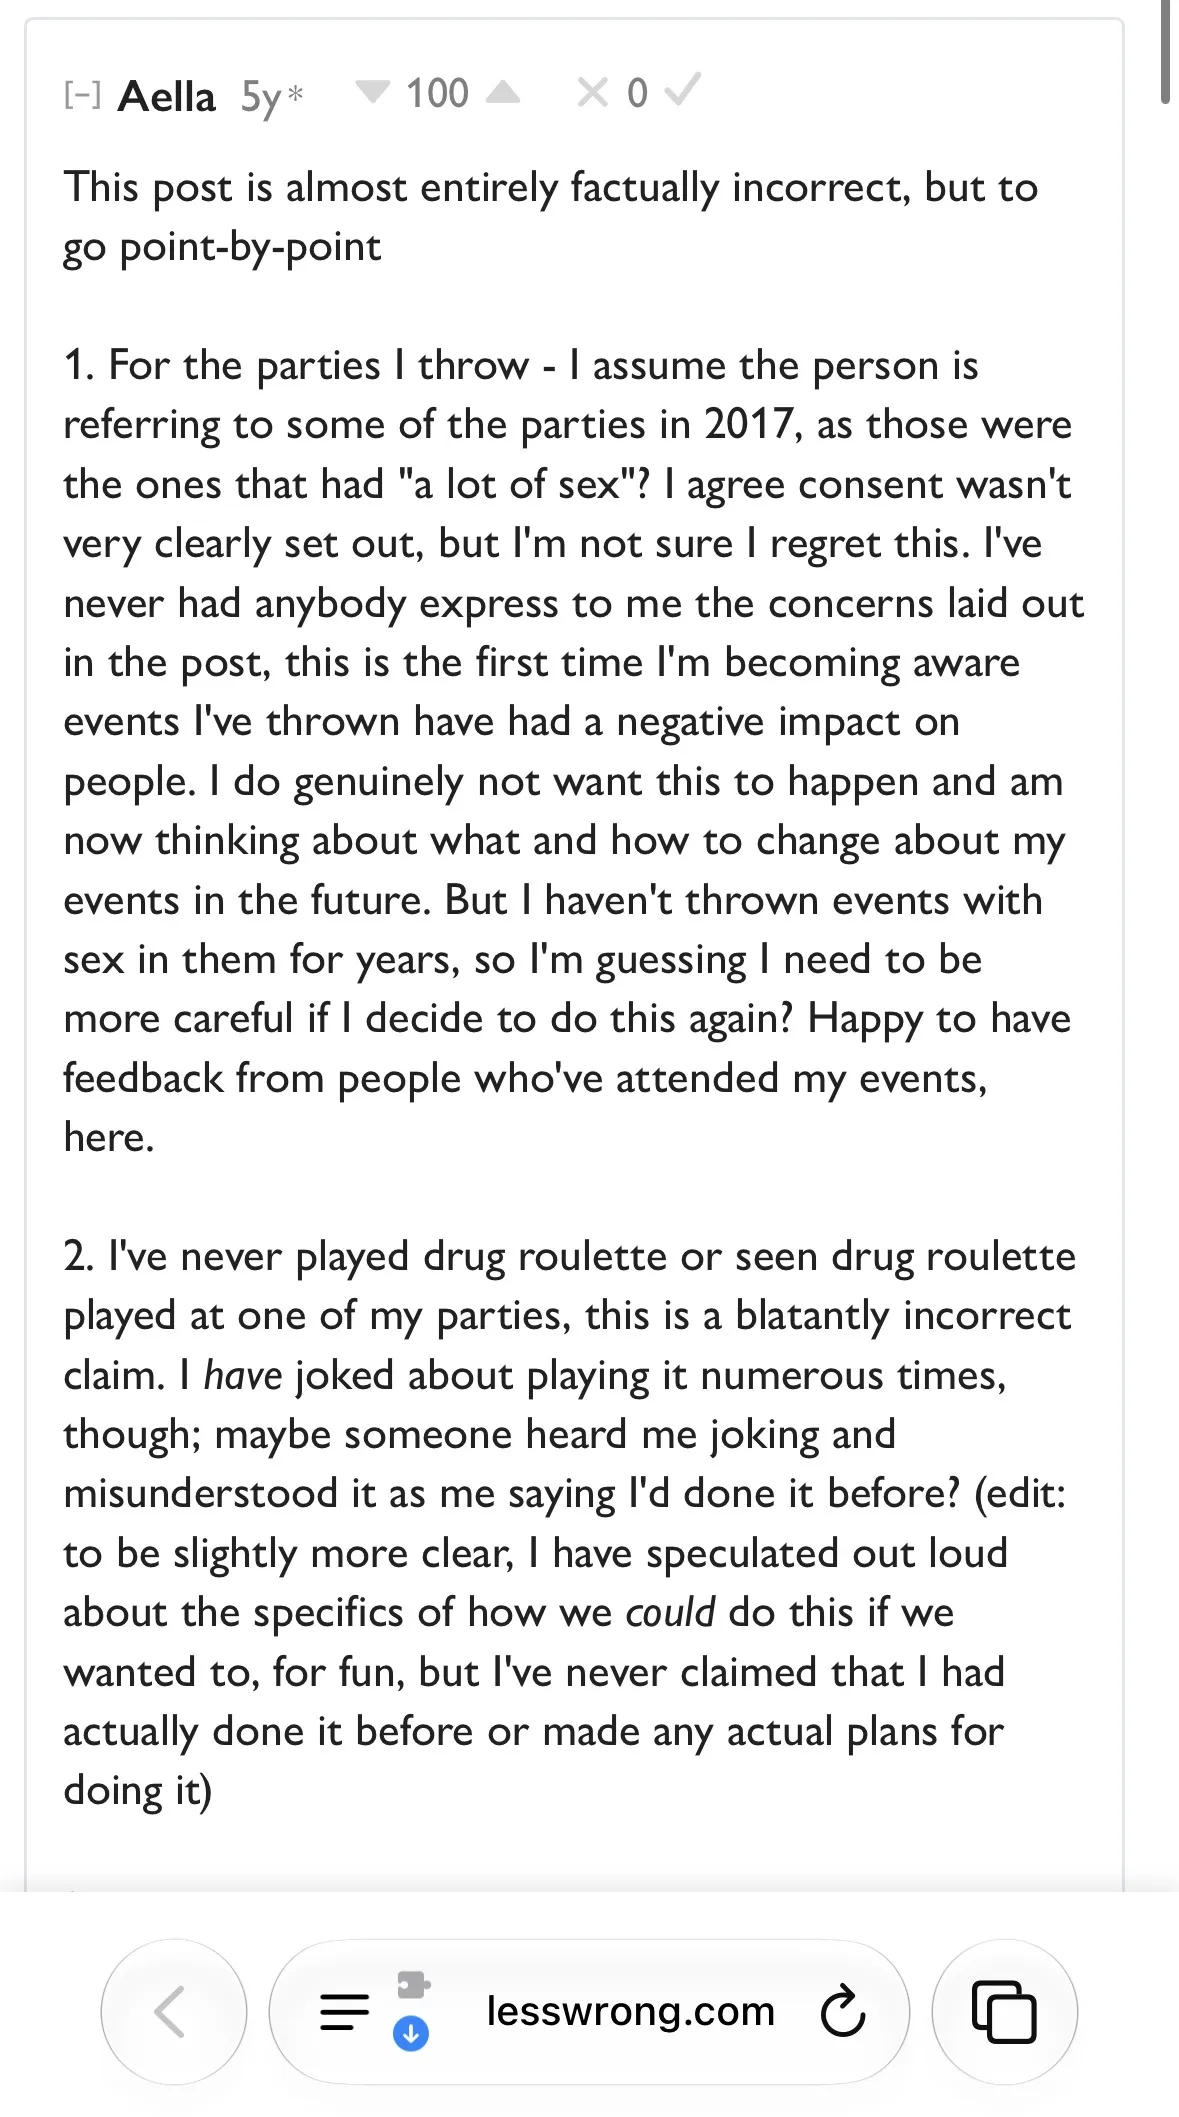 [-] Aella 5y* 100 0
This post is almost entirely factually incorrect, but to
go point-by-point
1. For the parties I throw - I assume the person is
referring to some of the parties in 2017, as those were
the ones that had "a lot of sex"? I agree consent wasn't
very clearly set out, but I'm not sure I regret this. I've
never had anybody express to me the concerns laid out
in the post, this is the first time I'm becoming aware
events I've thrown have had a negative impact on
people. I do genuinely not want this to happen and am
now thinking about what and how to change about my
events in the future. But I haven't thrown events with
sex in them for years, so I'm guessing I need to be
more careful if I decide to do this again? Happy to have
feedback from people who've attended my events,
here.
2. I've never played drug roulette or seen drug roulette
played at one of my parties, this is a blatantly incorrect
claim. I have joked about playing it numerous times,
though; maybe someone heard me joking and
misunderstood it as me saying I'd done it before? (edit:
to be slightly more clear, I have speculated out loud
about the specifics of how we could do this if we
wanted to, for fun, but I've never claimed that I had
actually done it before or made any actual plans for
doing it)
lesswrong.com